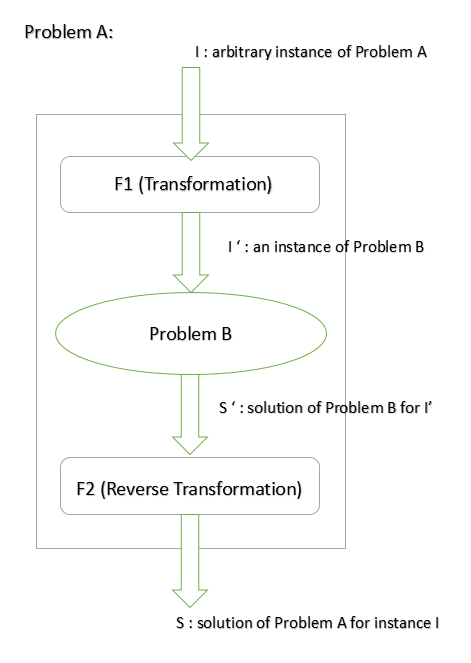 Problem A:
I : arbitrary instance of Problem A
F1 (Transformation)
I ‘ : an instance of Problem B
Problem B
S ‘ : solution of Problem B for I’
F2 (Reverse Transformation)
S : solution of Problem A for instance I